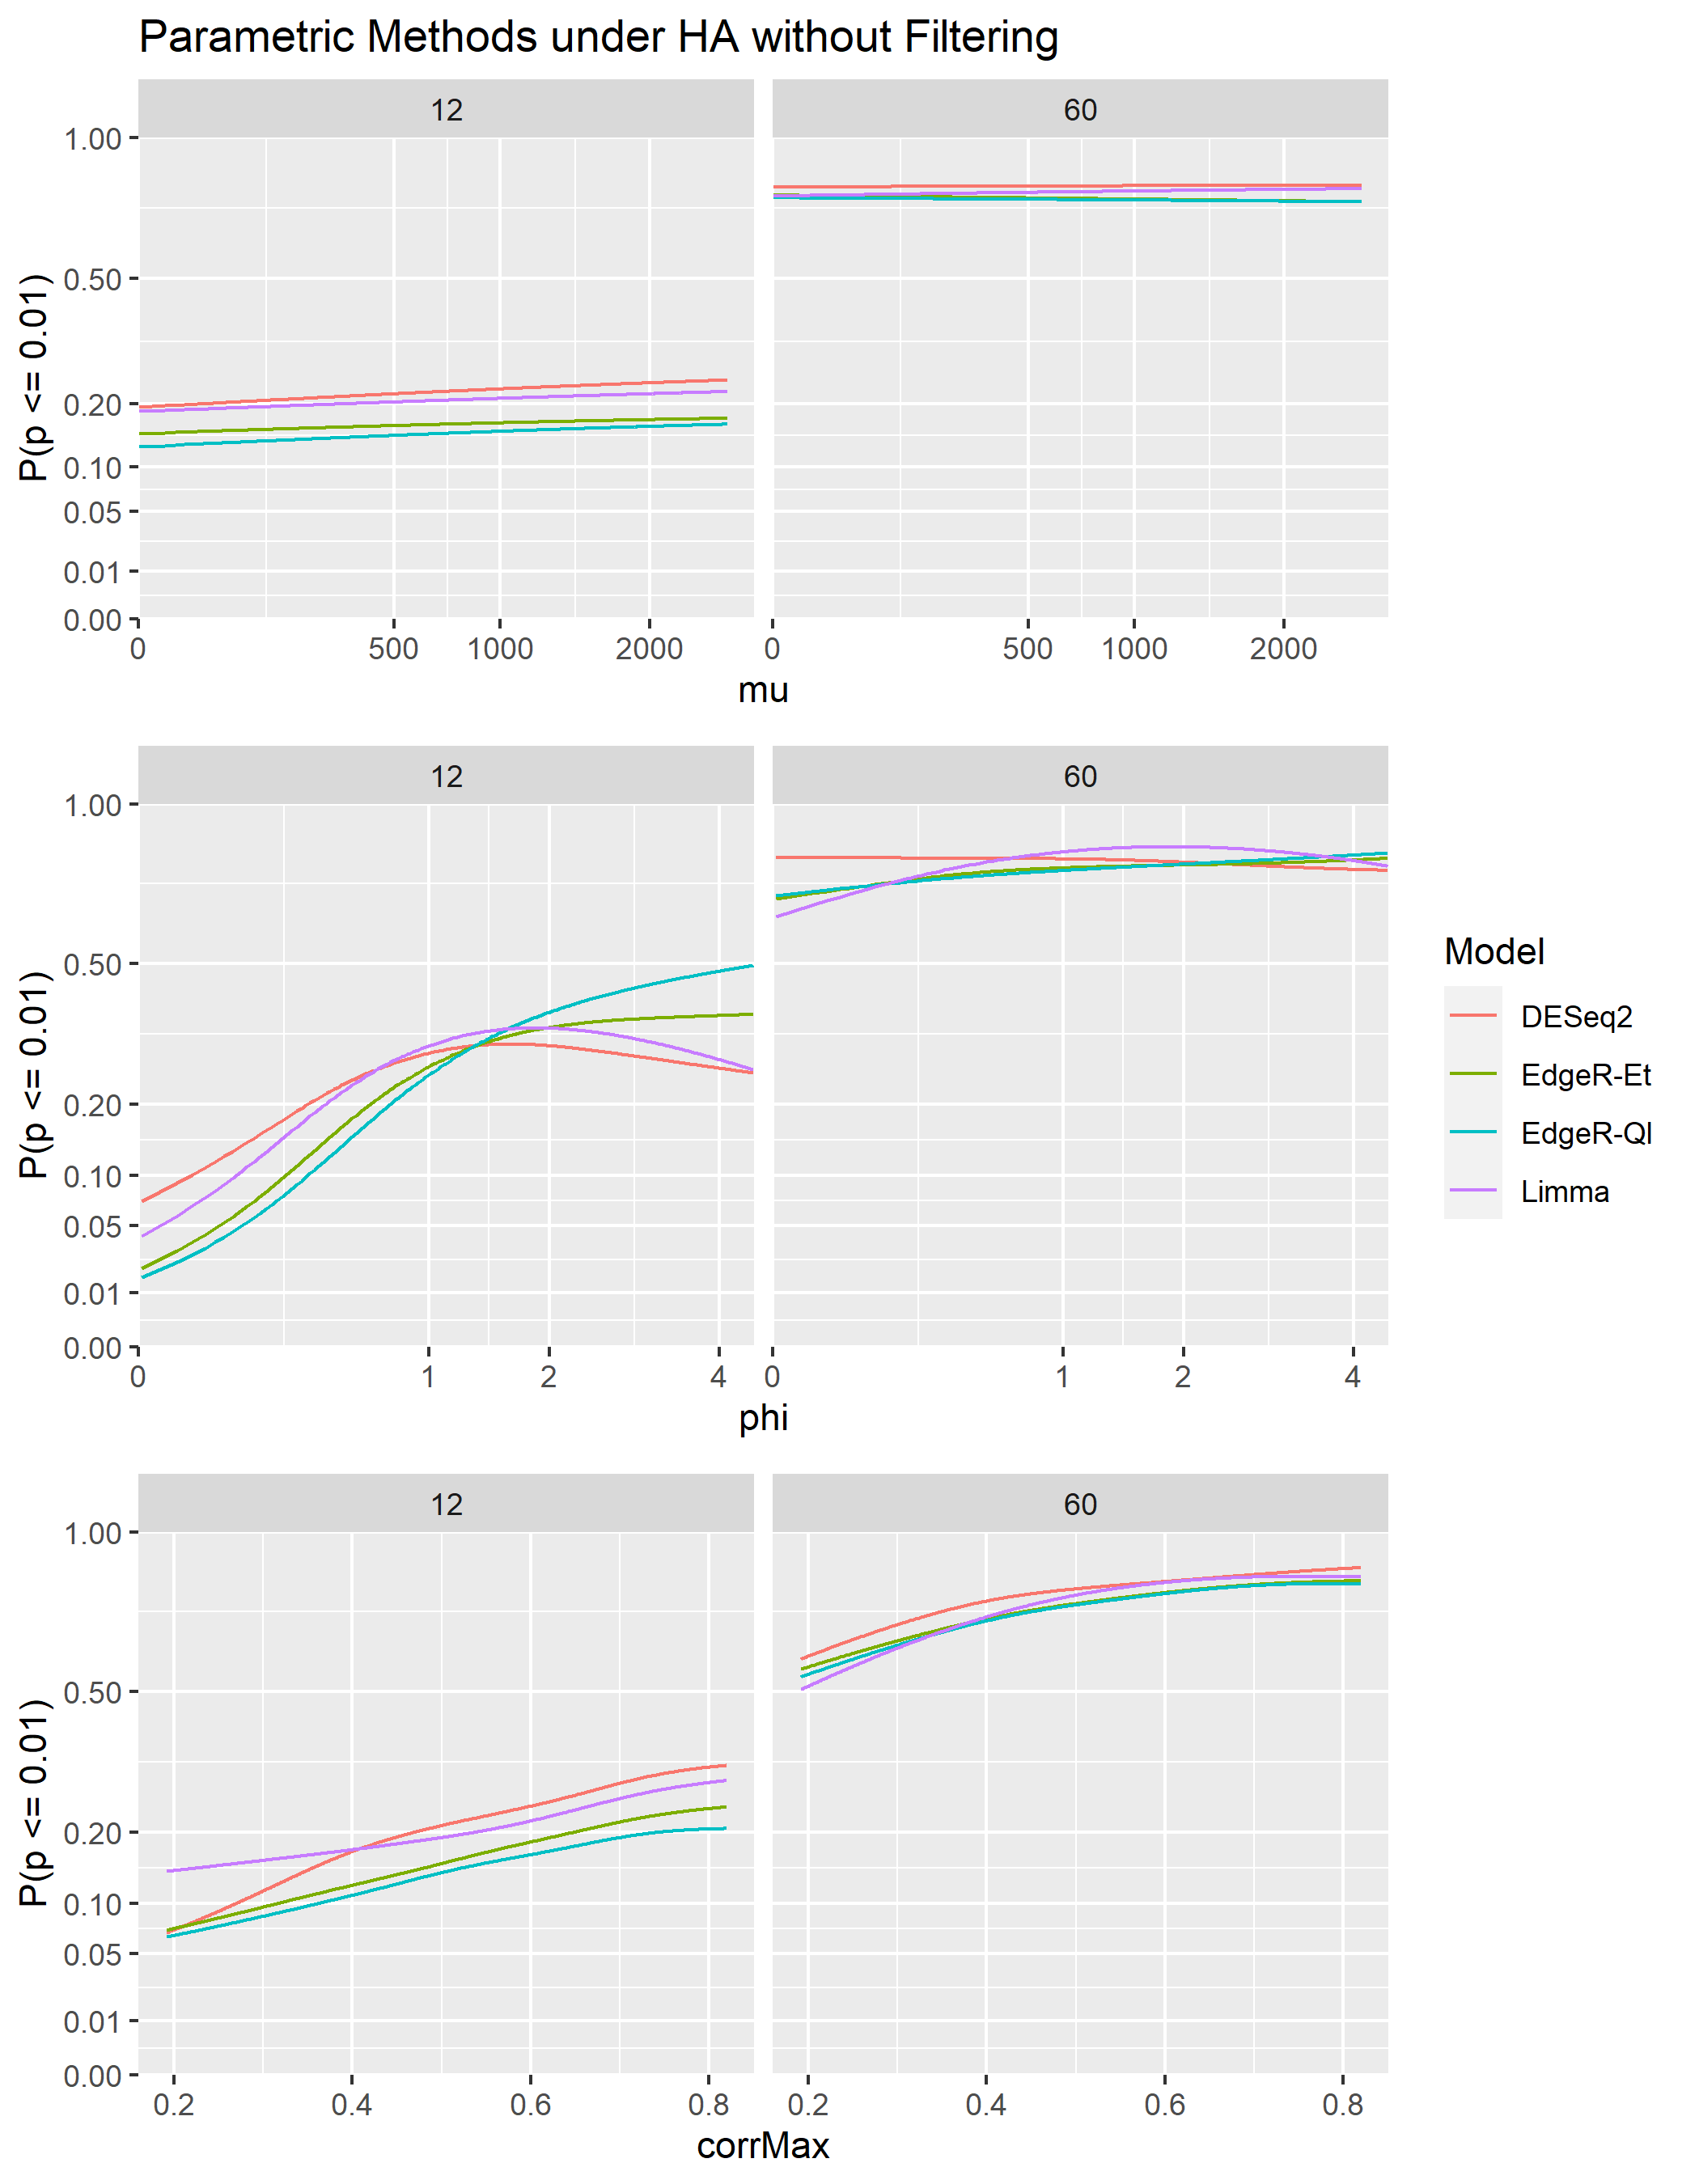 Parametric Methods under HA without Filtering
12 60
1.00
0.50
0.20
0.10
0.05
0.01
0.00
P(p <= 0.01)
0 500 1000 2000 0 500 1000 2000
mu
12 60
1.00
0.50
0.20
0.10
0.05
0.01
0.00
P(p <= 0.01)
0 1 2 4 0 1 2 4
phi
Model
DESeq2
EdgeR-Et
EdgeR-Ql
Limma
12 60
1.00
0.50
0.20
0.10
0.05
0.01
0.00
P(p <= 0.01)
0.2 0.4 0.6 0.8 0.2 0.4 0.6 0.8
corrMax